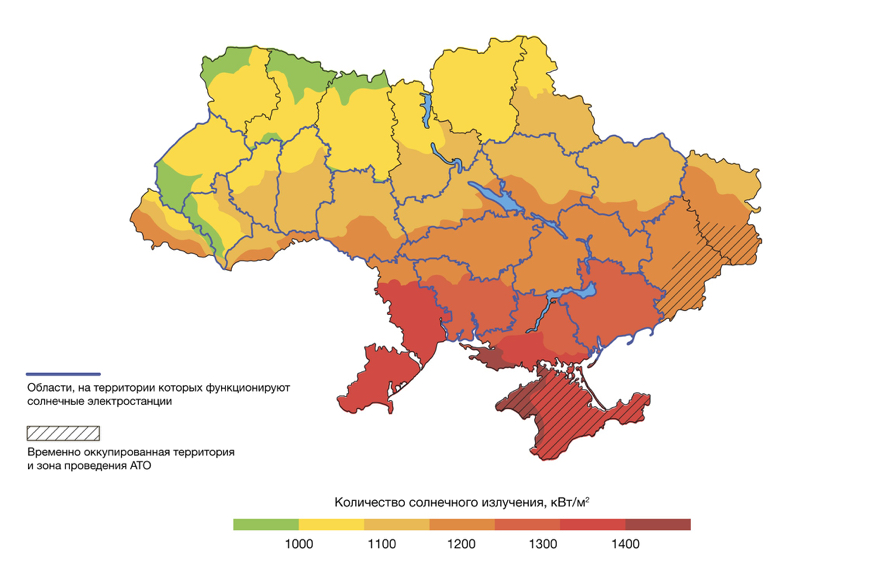 Области, на территории которых функционируют
солнечные электростанции
Временно оккупированная территория
и зона проведения АТО
Количество солнечного излучения, кВт/м²
1000 1100 1200 1300 1400